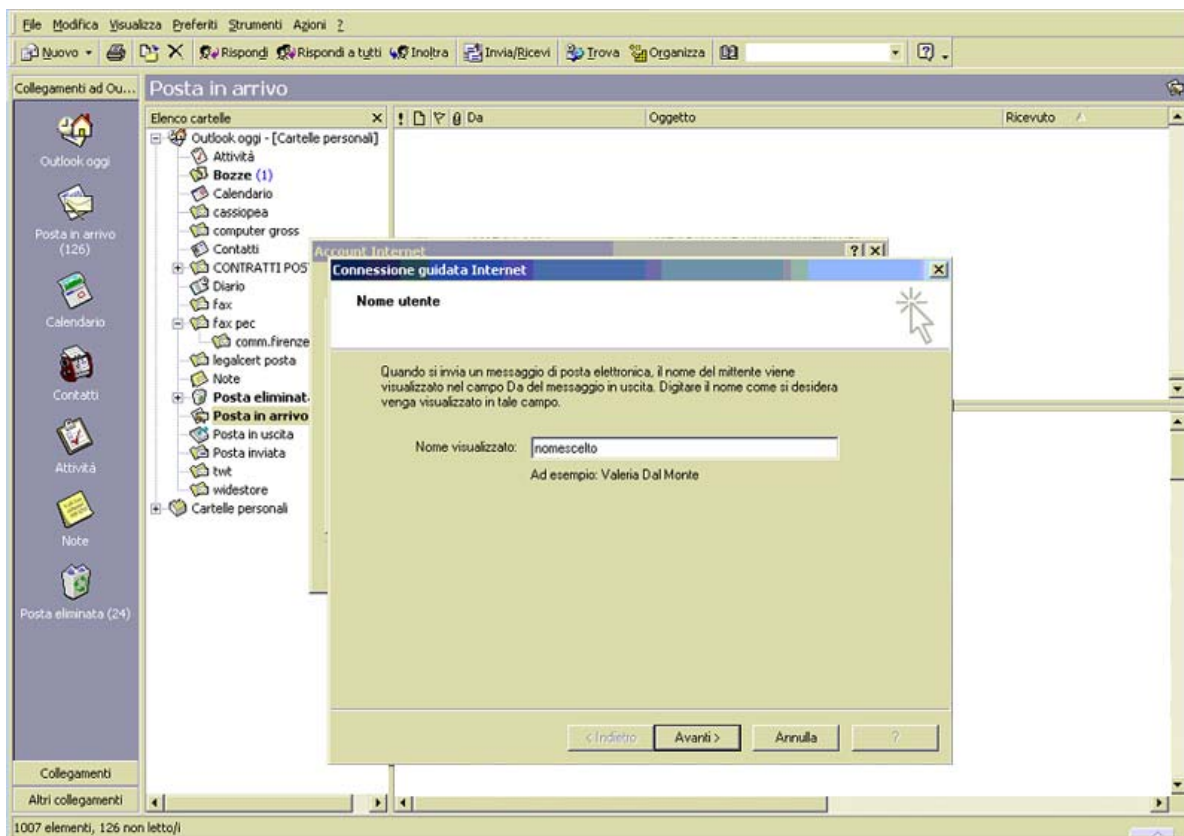 File Modifica Visualizza Preferiti Strumenti Azioni ?
Nuovo Rispondi Rispondi a tutti Inoltra Invia/Ricevi Trova Organizza
Collegamenti ad Ou...
Posta in arrivo
Outlook oggi
Posta in arrivo
(126)
Calendario
Contatti
Attività
Note
Posta eliminata (24)
Collegamenti
Altri collegamenti
Elenco cartelle
Outlook oggi - [Cartelle personali]
Attività
Bozze (1)
Calendario
cassiopea
computer gross
Contatti
CONTRATTI POS
Diario
fax
fax pec
comm.firenze
legalcert posta
Note
Posta eliminat
Posta in arrivo
Posta in uscita
Posta inviata
twt
widestore
Cartelle personali
! Da Oggetto Ricevuto
Account Internet
Connessione guidata Internet
Nome utente
Quando si invia un messaggio di posta elettronica, il nome del mittente viene
visualizzato nel campo Da del messaggio in uscita. Digitare il nome come si desidera
venga visualizzato in tale campo.
Nome visualizzato: nomescelto
Ad esempio: Valeria Dal Monte
< Indietro Avanti > Annulla ?
1007 elementi, 126 non letto/i